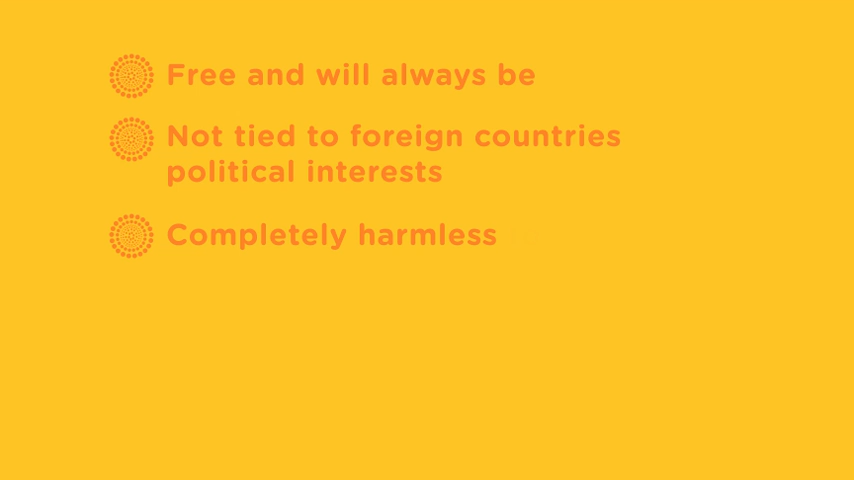 Free and will always be
Not tied to foreign countries
political interests
Completely harmless